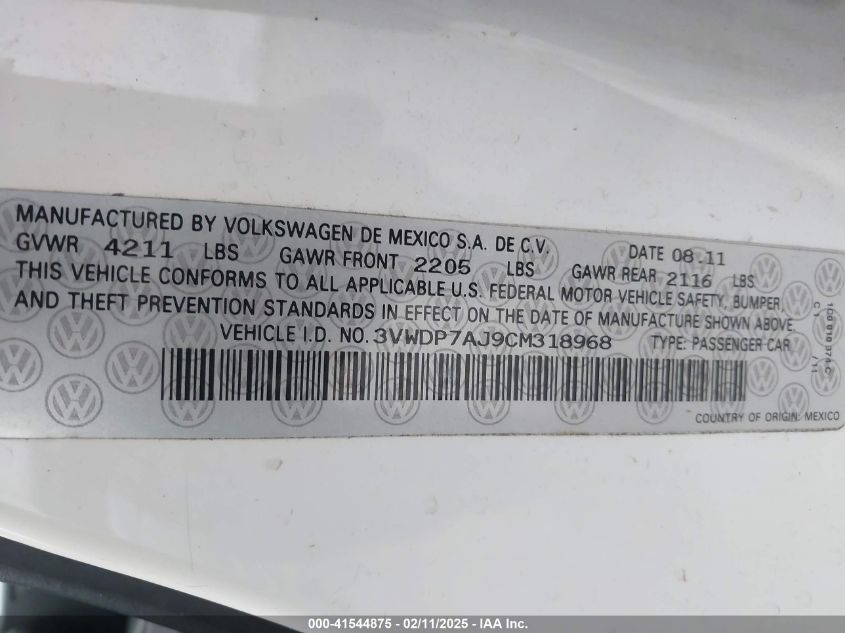 MANUFACTURED BY VOLKSWAGEN DE MEXICO S.A. DE C.V. DATE 08.11
GVWR 4211 LBS GAWR FRONT 2205 LBS GAWR REAR 2116 LBS
THIS VEHICLE CONFORMS TO ALL APPLICABLE U.S. FEDERAL MOTOR VEHICLE SAFETY, BUMPER,
AND THEFT PREVENTION STANDARDS IN EFFECT ON THE DATE OF MANUFACTURE SHOWN ABOVE.
VEHICLE I.D. NO. 3VWDP7AJ9CM318968 TYPE: PASSENGER CAR
COUNTRY OF ORIGIN: MEXICO
000-41544875 - 02/11/2025 - IAA Inc.